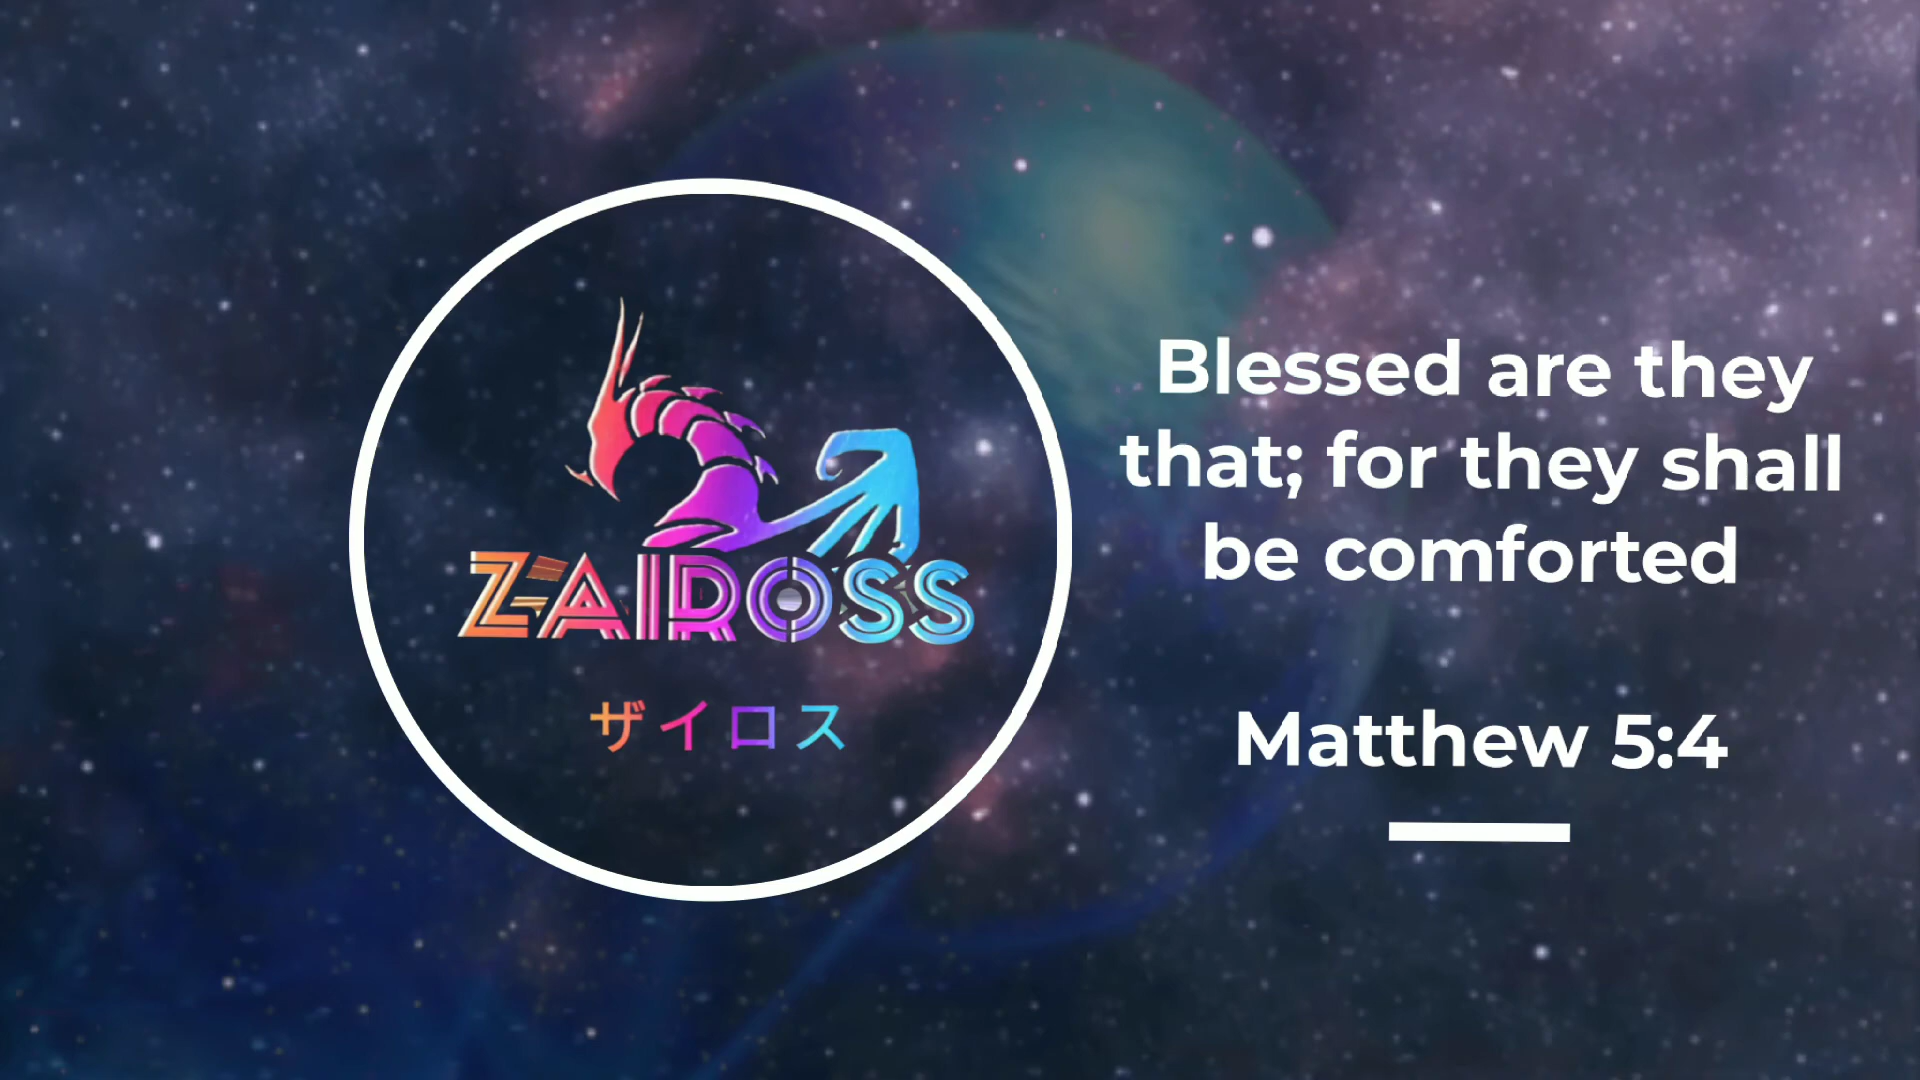 ZAIROSS
ザイロス
Blessed are they
that; for they shall
be comforted
Matthew 5:4